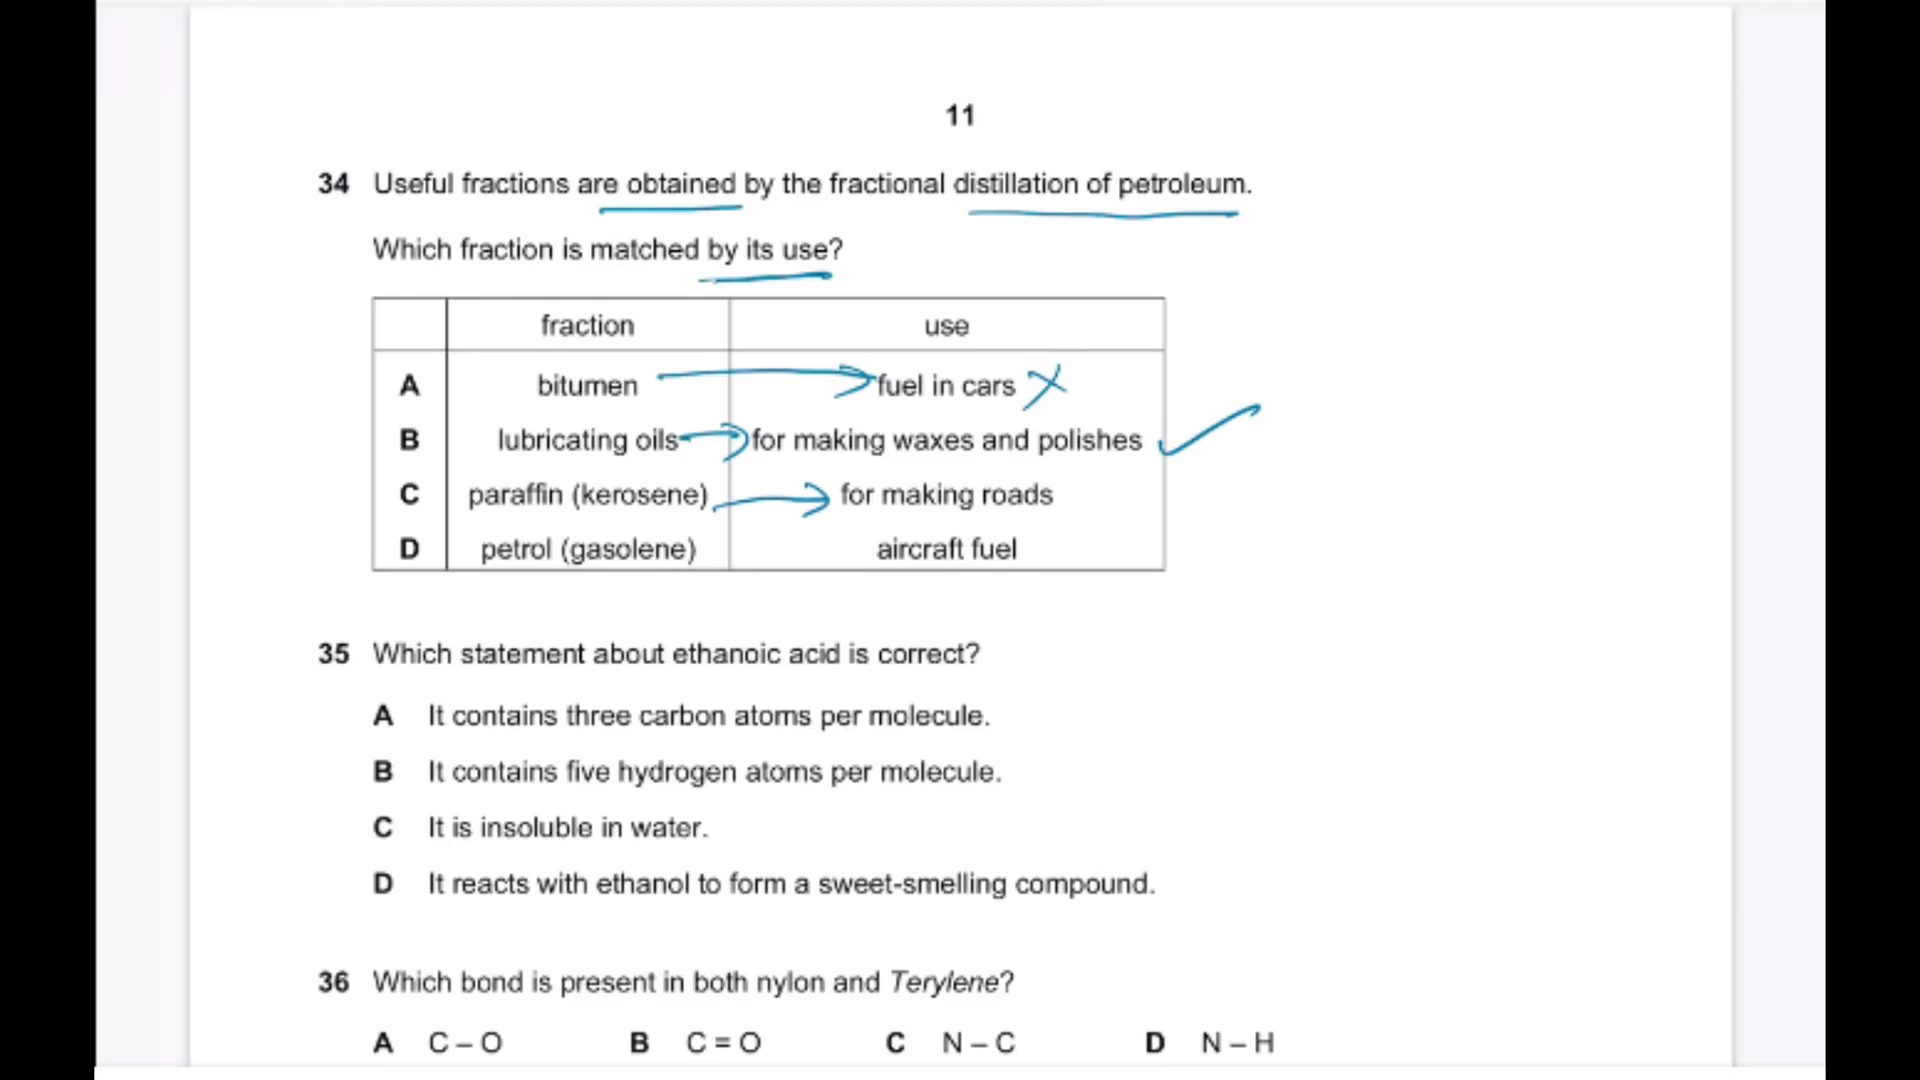 11
34 Useful fractions are obtained by the fractional distillation of petroleum.
Which fraction is matched by its use?
fraction use
A bitumen fuel in cars
B lubricating oils for making waxes and polishes
C paraffin (kerosene) for making roads
D petrol (gasolene) aircraft fuel
35 Which statement about ethanoic acid is correct?
A It contains three carbon atoms per molecule.
B It contains five hydrogen atoms per molecule.
C It is insoluble in water.
D It reacts with ethanol to form a sweet-smelling compound.
36 Which bond is present in both nylon and Terylene?
A C – O B C = O C N – C D N – H